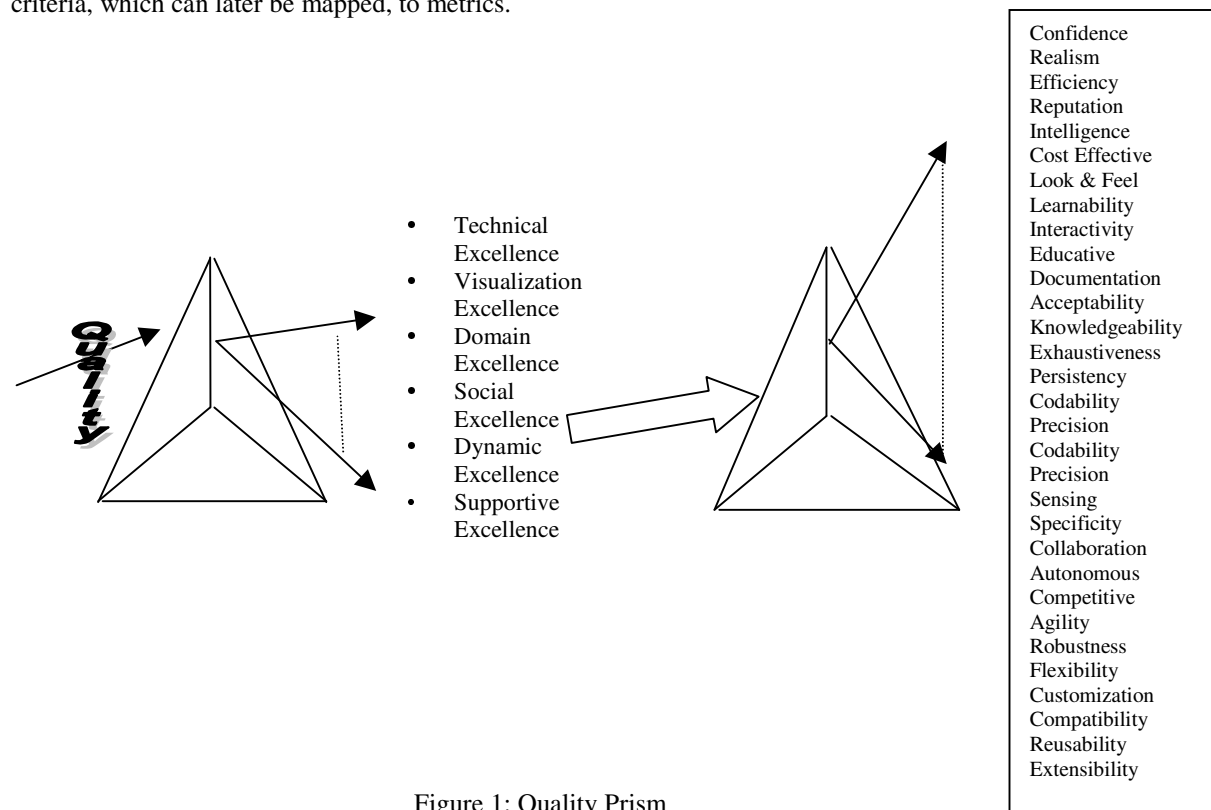 criteria, which can later be mapped, to metrics.
Quality
• Technical
Excellence
• Visualization
Excellence
• Domain
Excellence
• Social
Excellence
• Dynamic
Excellence
• Supportive
Excellence
Confidence
Realism
Efficiency
Reputation
Intelligence
Cost Effective
Look & Feel
Learnability
Interactivity
Educative
Documentation
Acceptability
Knowledgeability
Exhaustiveness
Persistency
Codability
Precision
Codability
Precision
Sensing
Specificity
Collaboration
Autonomous
Competitive
Agility
Robustness
Flexibility
Customization
Compatibility
Reusability
Extensibility
Figure 1: Quality Prism